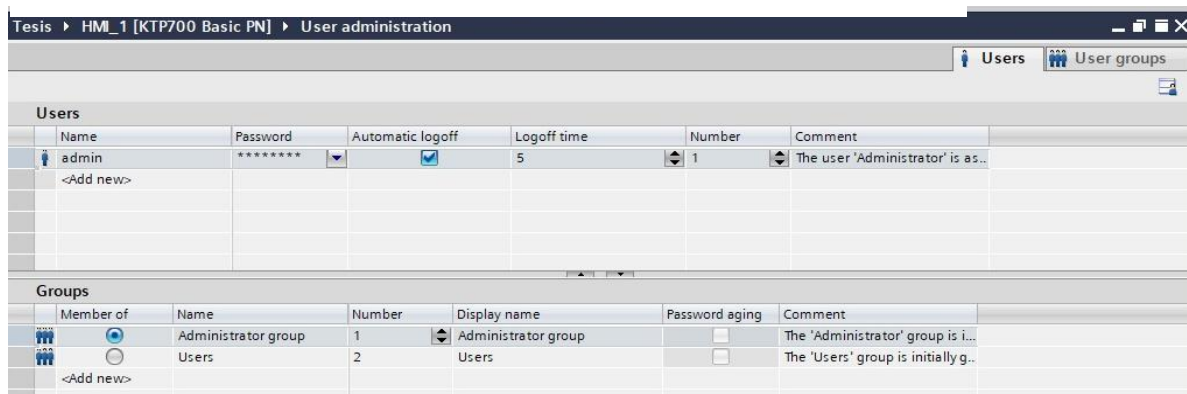 Tesis ▸ HMI_1 [KTP700 Basic PN] ▸ User administration
Users User groups
Users
Name Password Automatic logoff Logoff time Number Comment
admin ******** 5 1 The user 'Administrator' is as..
<Add new>
Groups
Member of Name Number Display name Password aging Comment
Administrator group 1 Administrator group The 'Administrator' group is i...
Users 2 Users The 'Users' group is initially g..
<Add new>